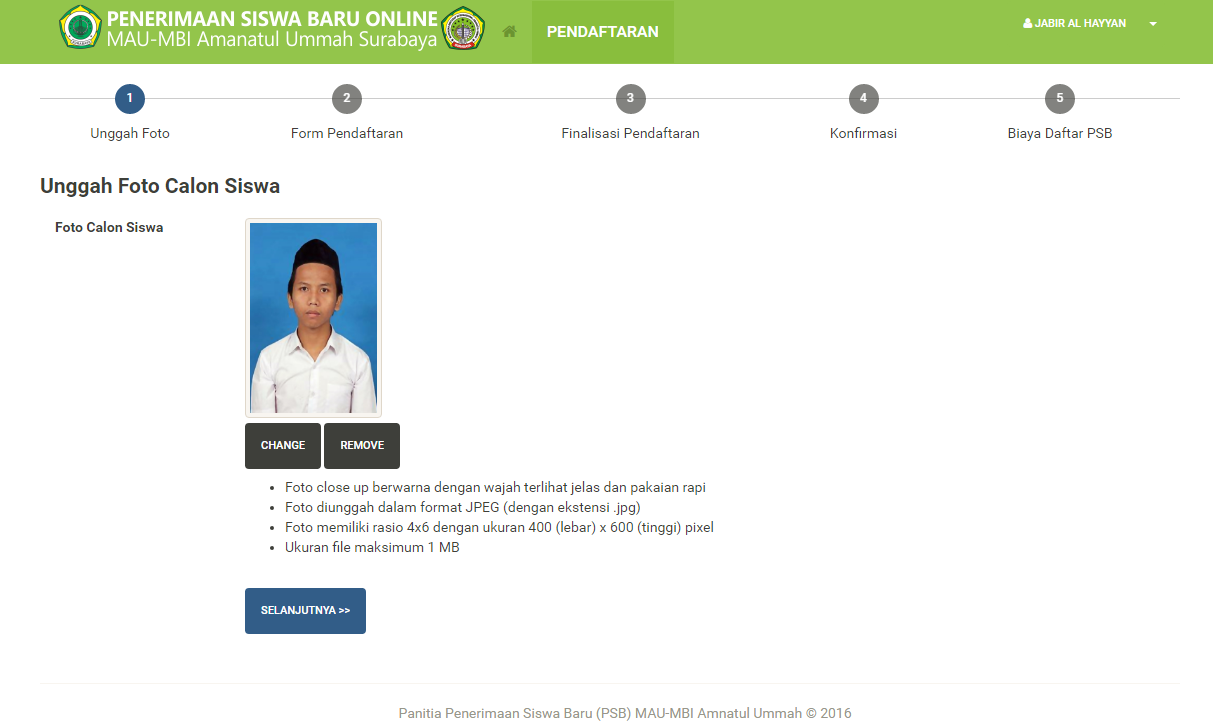 PENERIMAAN SISWA BARU ONLINE
MAU-MBI Amanatul Ummah Surabaya
PENDAFTARAN
JABIR AL HAYYAN
1
2
3
4
5
Unggah Foto
Form Pendaftaran
Finalisasi Pendaftaran
Konfirmasi
Biaya Daftar PSB
Unggah Foto Calon Siswa
Foto Calon Siswa
CHANGE
REMOVE
Foto close up berwarna dengan wajah terlihat jelas dan pakaian rapi
Foto diunggah dalam format JPEG (dengan ekstensi .jpg)
Foto memiliki rasio 4x6 dengan ukuran 400 (lebar) x 600 (tinggi) pixel
Ukuran file maksimum 1 MB
SELANJUTNYA >>
Panitia Penerimaan Siswa Baru (PSB) MAU-MBI Amnatul Ummah © 2016